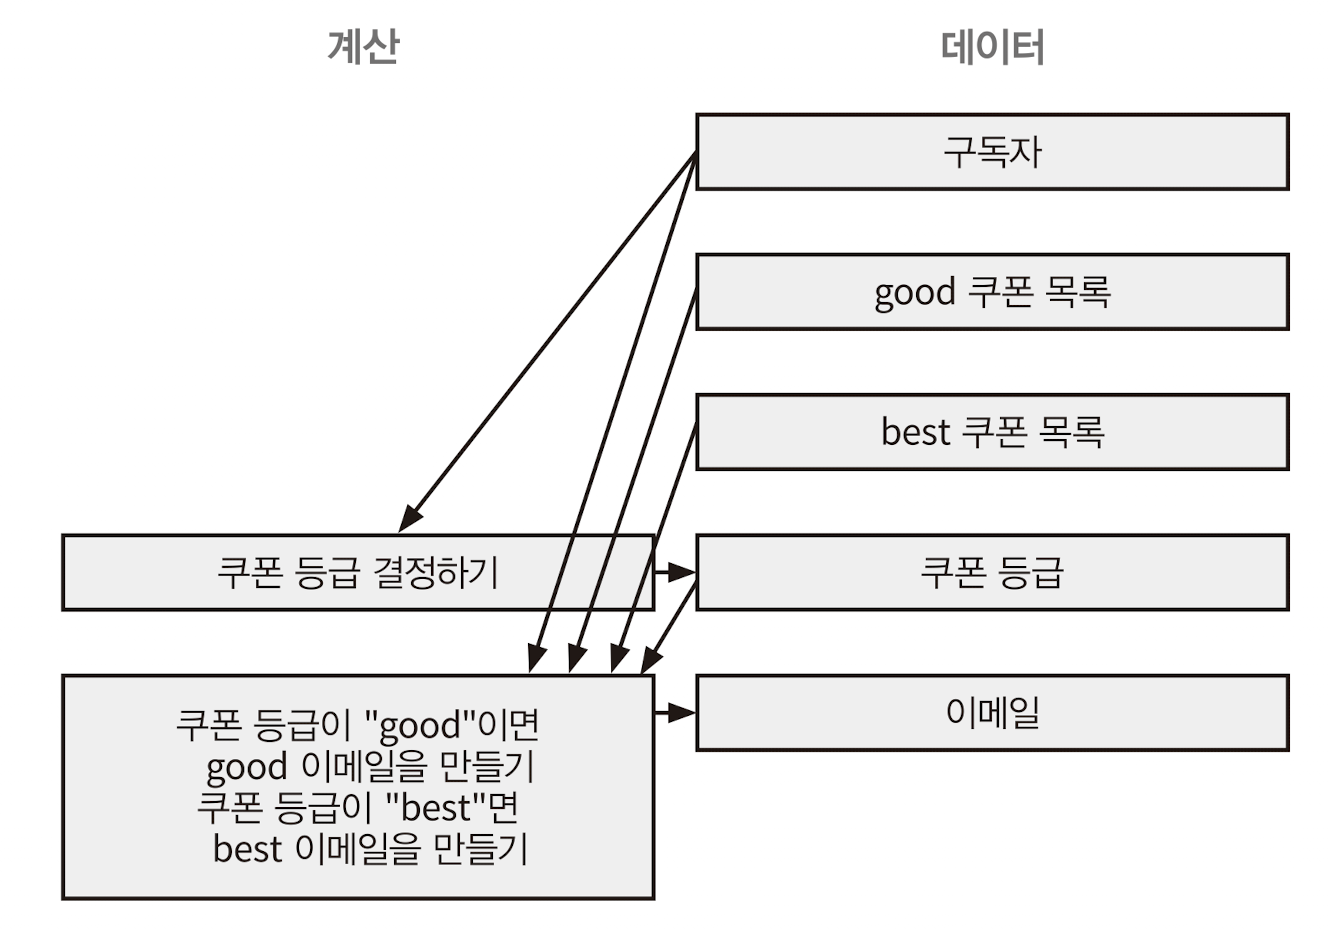 계산
데이터
구독자
good 쿠폰 목록
best 쿠폰 목록
쿠폰 등급 결정하기
쿠폰 등급
쿠폰 등급이 "good"이면
good 이메일을 만들기
쿠폰 등급이 "best"면
best 이메일을 만들기
이메일